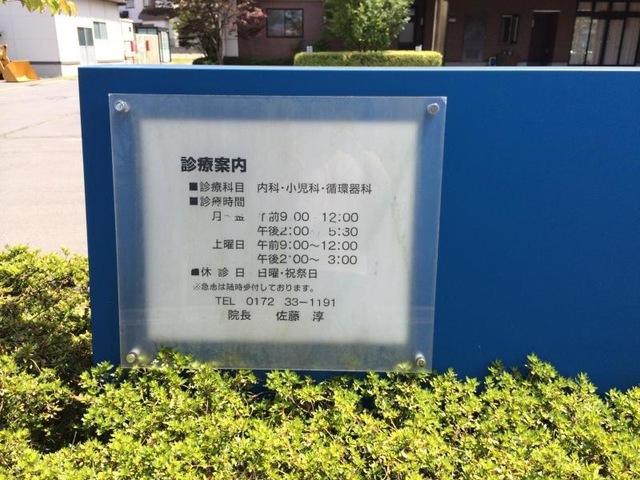 診療案内
■診療科目 内科・小児科・循環器科
■診療時間
月 金 午前9:00 12:00
午後2:00 5:30
土曜日 午前9:00～12:00
午後2:00～ 3:00
■休診日 日曜・祝祭日
※急患は随時受付しております。
TEL 0172 33-1191
院長 佐藤 淳